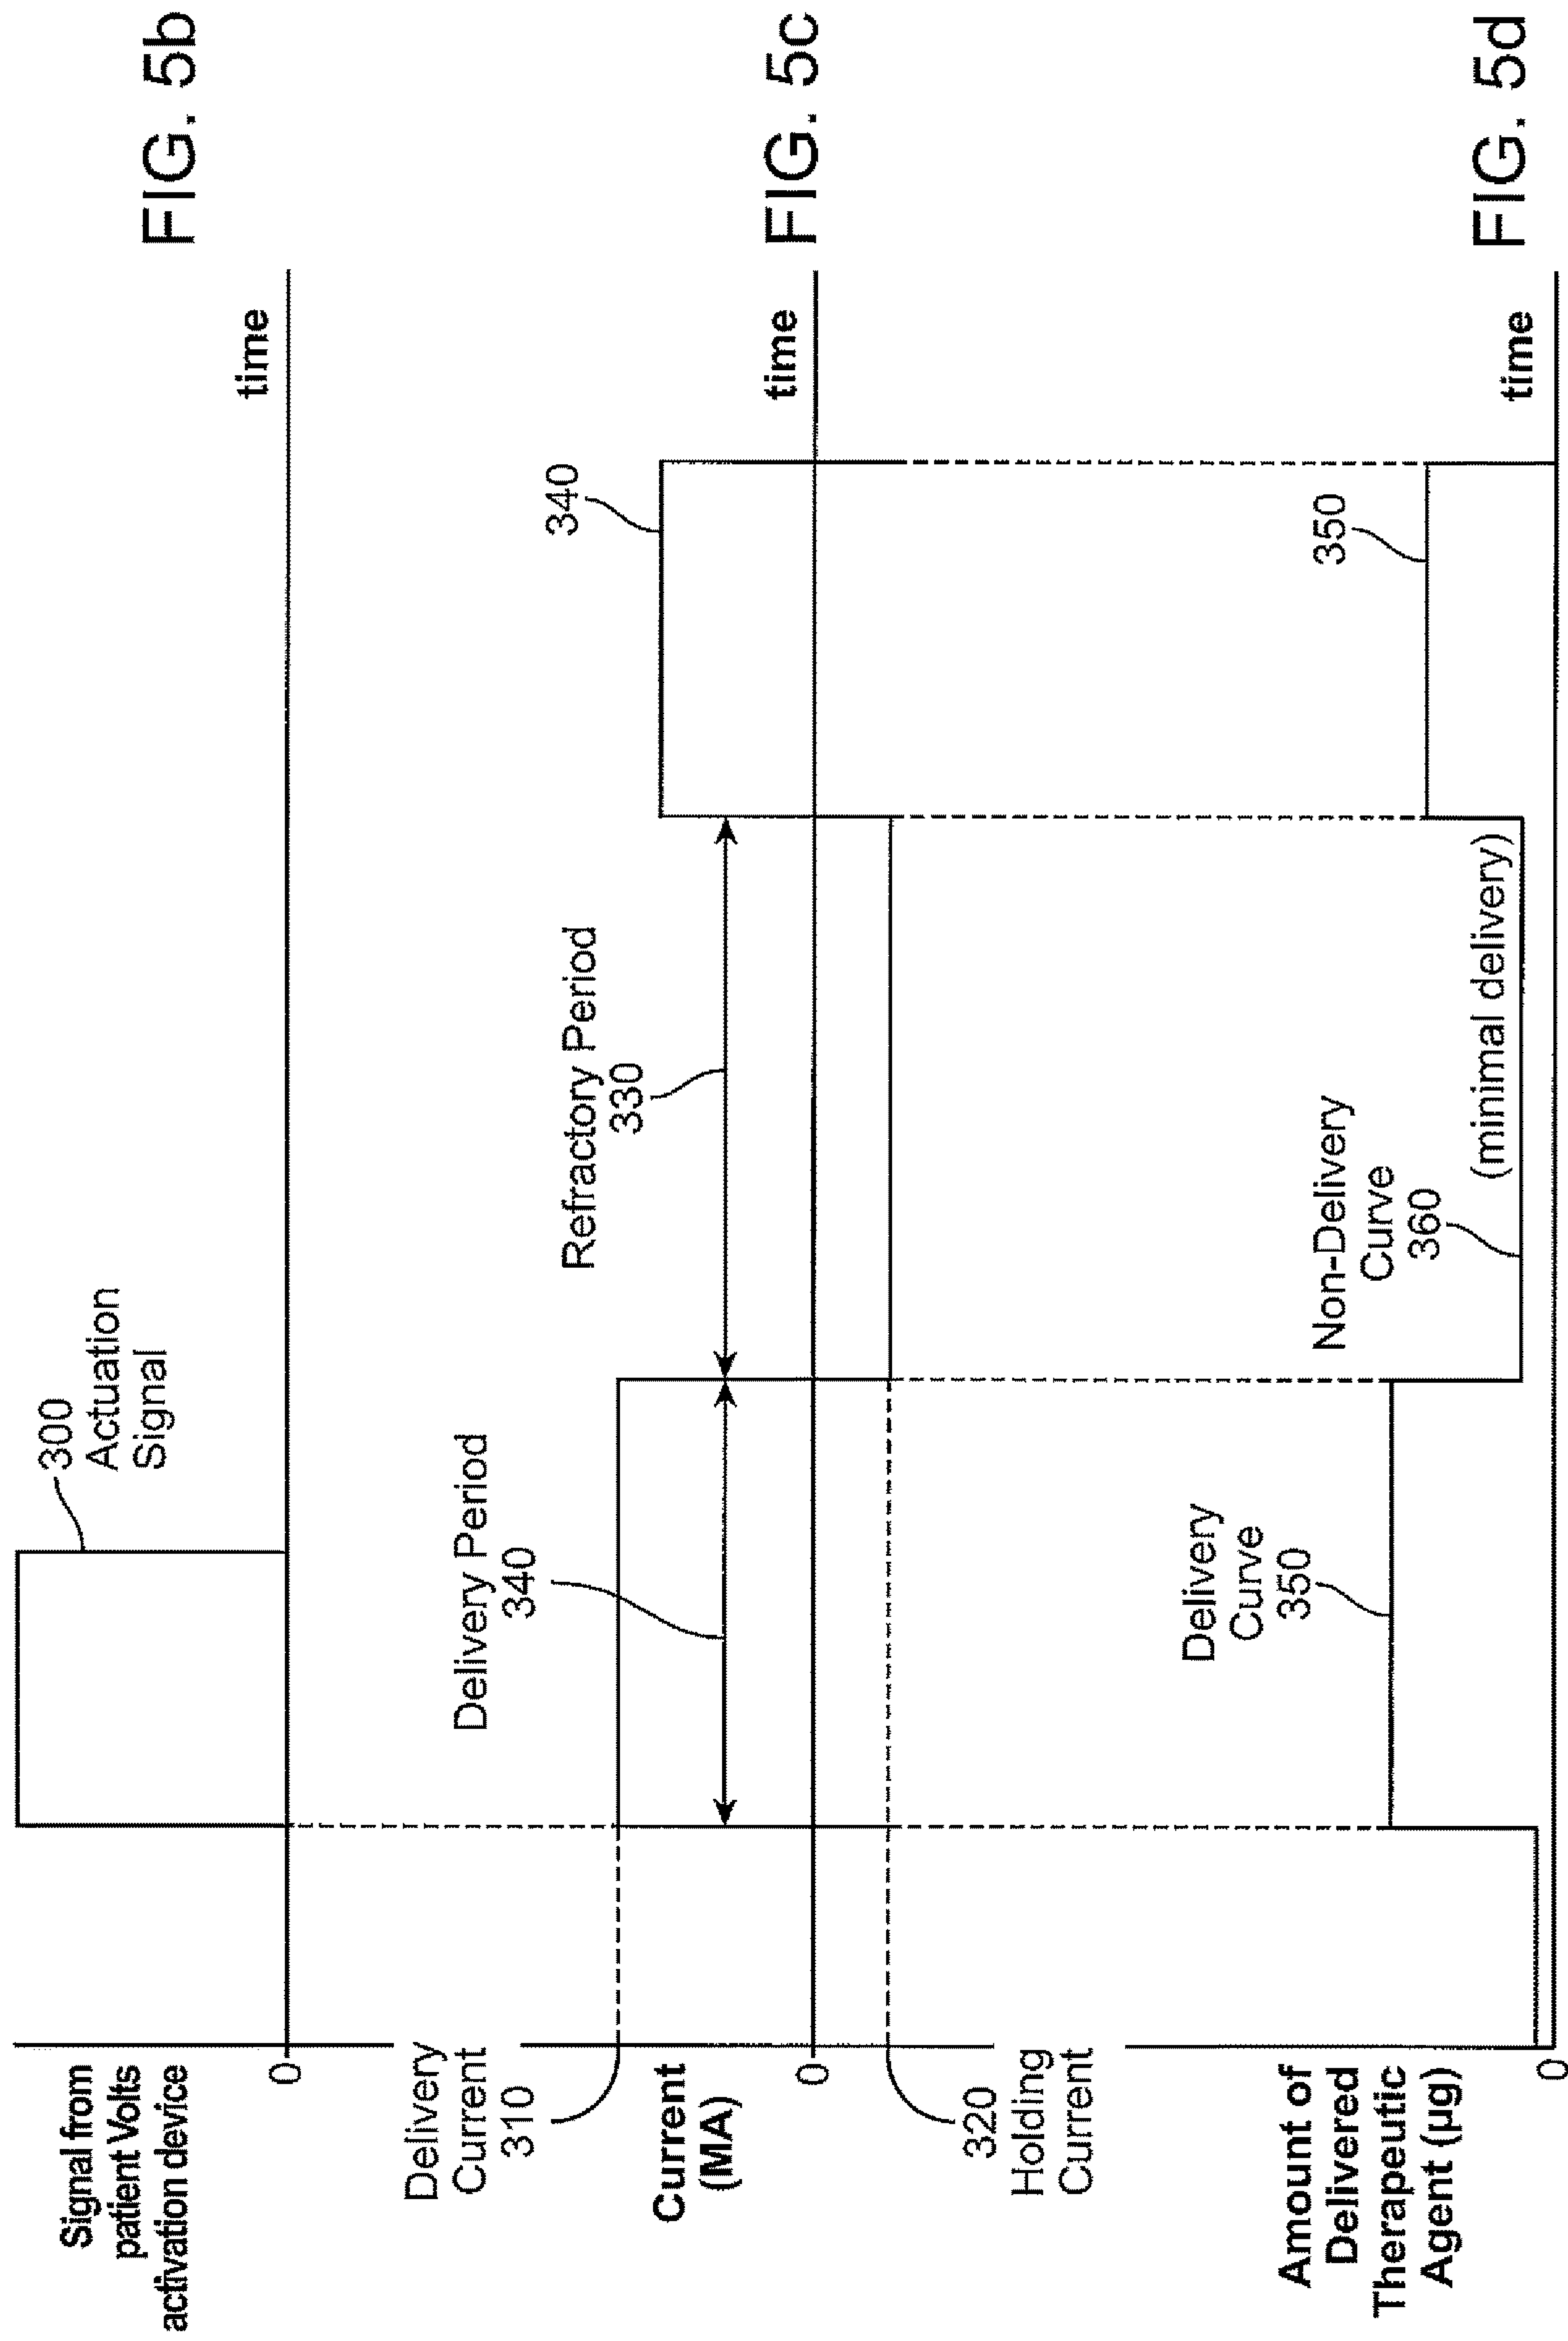 Signal from
patient Volts
activation device
0
300
Actuation
Signal
time
FIG. 5b
Delivery
Current
310
Current
(MA)
0
320
Holding
Current
Delivery Period
340
Refractory Period
330
340
time
FIG. 5c
Amount of
Delivered
Therapeutic
Agent (µg)
0
Delivery
Curve
350
Non-Delivery
Curve
360
(minimal delivery)
350
time
FIG. 5d